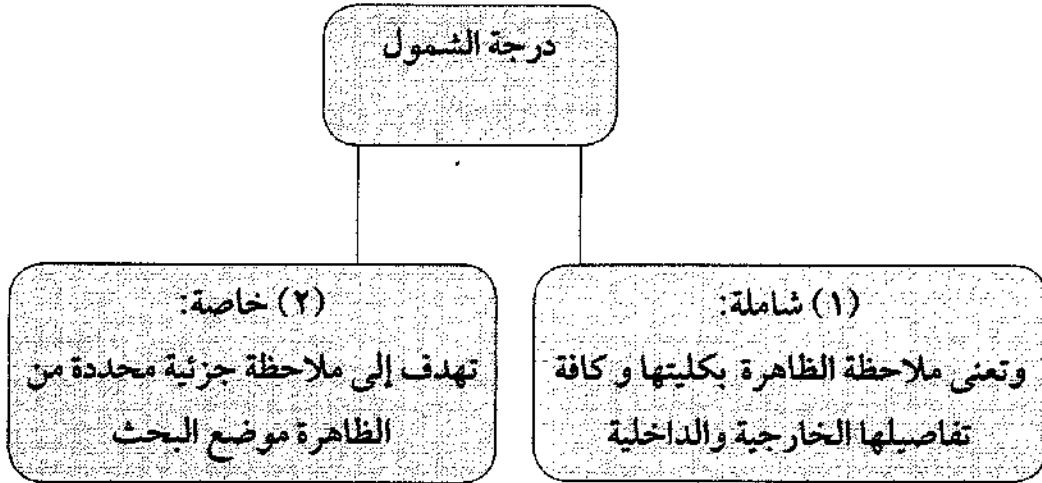 درجة الشمول
(١) شاملة:
وتعنى ملاحظة الظاهرة بكليتها و كافة
تفاصيلها الخارجية والداخلية
(٢) خاصة:
تهدف إلى ملاحظة جزئية محددة من
الظاهرة موضع البحث